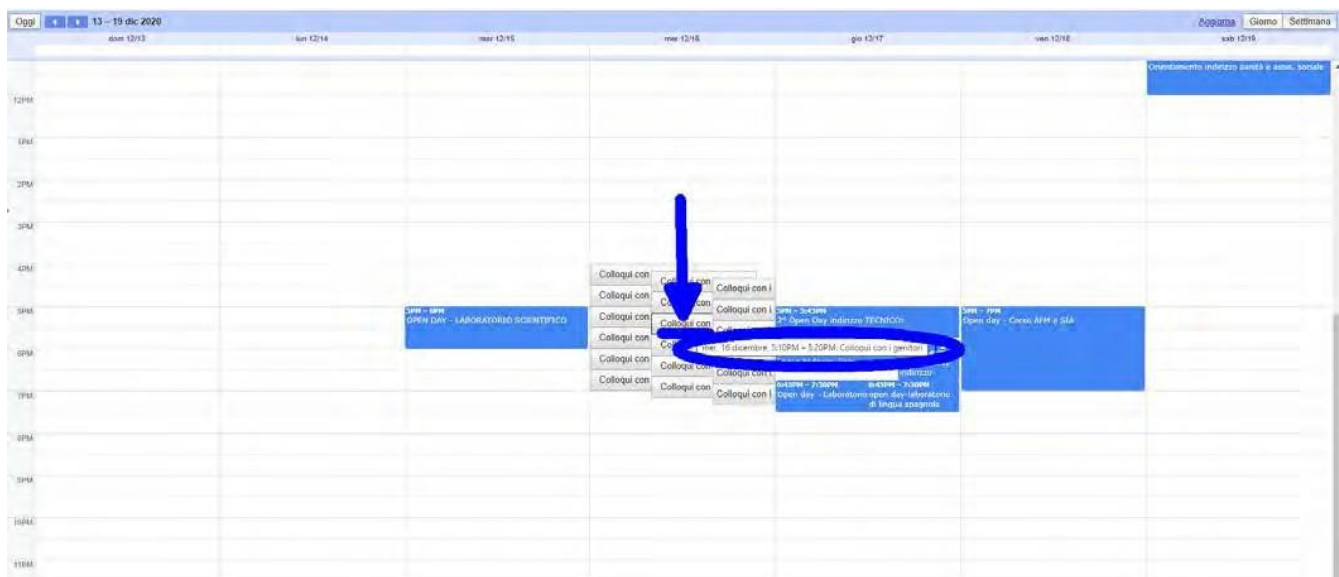 Oggi 13 – 19 dic 2020 Aggiorna Giorno Settimana
dom 12/13 lun 12/14 mar 12/15 mer 12/16 gio 12/17 ven 12/18 sab 12/19
Orientamento indirizzo sanità e assis. sociale
12PM
1PM
2PM
3PM
4PM
Colloqui con
Colloqui con
Colloqui con i
Colloqui con
Colloqui con i
5PM
5PM – 6PM
OPEN DAY - LABORATORIO SCIENTIFICO
Colloqui con
Colloqui con
5PM – 5:45PM
Open Day indirizzo TECNICO:
5PM – 7PM
Open day - Corso AFM e SIA
Colloqui con
mer. 16 dicembre, 5:10PM – 5:20PM: Colloqui con i genitori
6PM
Colloqui con
Colloqui con
Colloqui con i
indirizzo-
Colloqui con
Colloqui con
Colloqui con i
6:45PM – 7:30PM
Open day - Laboratorio
6:45PM – 7:30PM
open day-laboratorio
di lingua spagnola
7PM
8PM
9PM
10PM
11PM